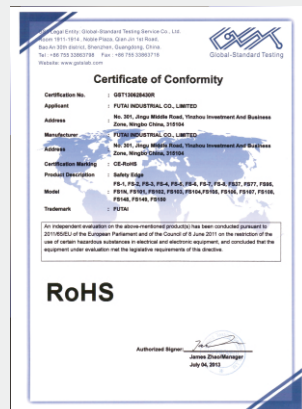 Legal Entity: Global-Standard Testing Service Co., Ltd.
1911-1914, Noble Plaza, Qian Jin 1st Road,
Bao An 30th district, Shenzhen, Guangdong, China.
Tel: +86 755 33663798 Fax: +86 755 33663716
Website: www.gstslab.com
GST
Global-Standard Testing
Certificate of Conformity
Certification No. : GST130625430R
Applicant : FUTAI INDUSTRIAL CO., LIMITED
Address : No. 301, Jingu Middle Road, Yinzhou Investment And Business
Zone, Ningbo China, 315104
Manufacturer : FUTAI INDUSTRIAL CO., LIMITED
Address : No. 301, Jingu Middle Road, Yinzhou Investment And Business
Zone, Ningbo China, 315104
Certification Marking : CE-RoHS
Product Description : Safety Edge
Model : FS-1, FS-2, FS-3, FS-4, FS-5, FS-6, FS-7, FS-8, FS37, FS77,
FS1N, FS101, FS102, FS103, FS104, FS105, FS106, FS107, FS108,
FS148, FS149, FS159
Trademark : FUTAI
An independent evaluation on the above-mentioned product(s) has been conducted pursuant to
2011/65/EU of the European Parliament and of the Council of 8 June 2011 on the restriction of the
use of certain hazardous substances in electrical and electronic equipment, and concluded that the
equipment under evaluation met the legislative requirements of this directive.
RoHS
Authorized Signer:
James Zhao/Manager
July 04, 2013